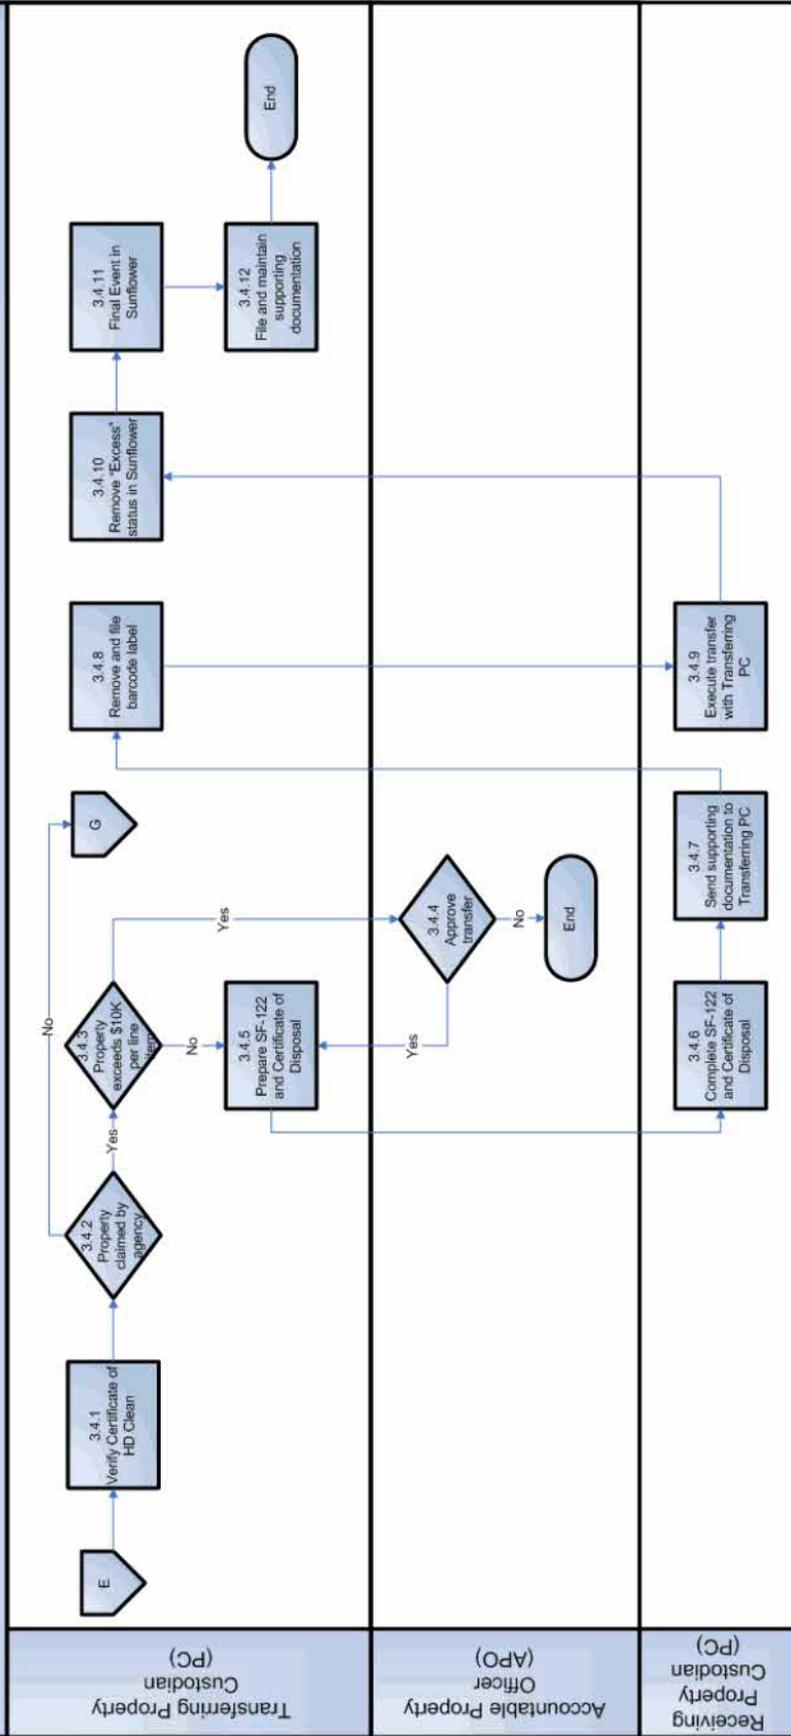 Transferring Property
Custodian
(PC)
Accountable Property
Officer
(APO)
Receiving
Property
Custodian
(PC)
E
3.4.1
Verify Certificate of
HD Clean
3.4.2
Property
claimed by
agency
No
Yes
3.4.3
Property
exceeds $10K
per line
item
No
Yes
G
3.4.4
Approve
transfer
Yes
No
End
3.4.5
Prepare SF-122
and Certificate of
Disposal
3.4.6
Complete SF-122
and Certificate of
Disposal
3.4.7
Send supporting
documentation to
Transferring PC
3.4.8
Remove and file
barcode label
3.4.9
Execute transfer
with Transferring
PC
3.4.10
Remove "Excess"
status in Sunflower
3.4.11
Final Event in
Sunflower
3.4.12
File and maintain
supporting
documentation
End